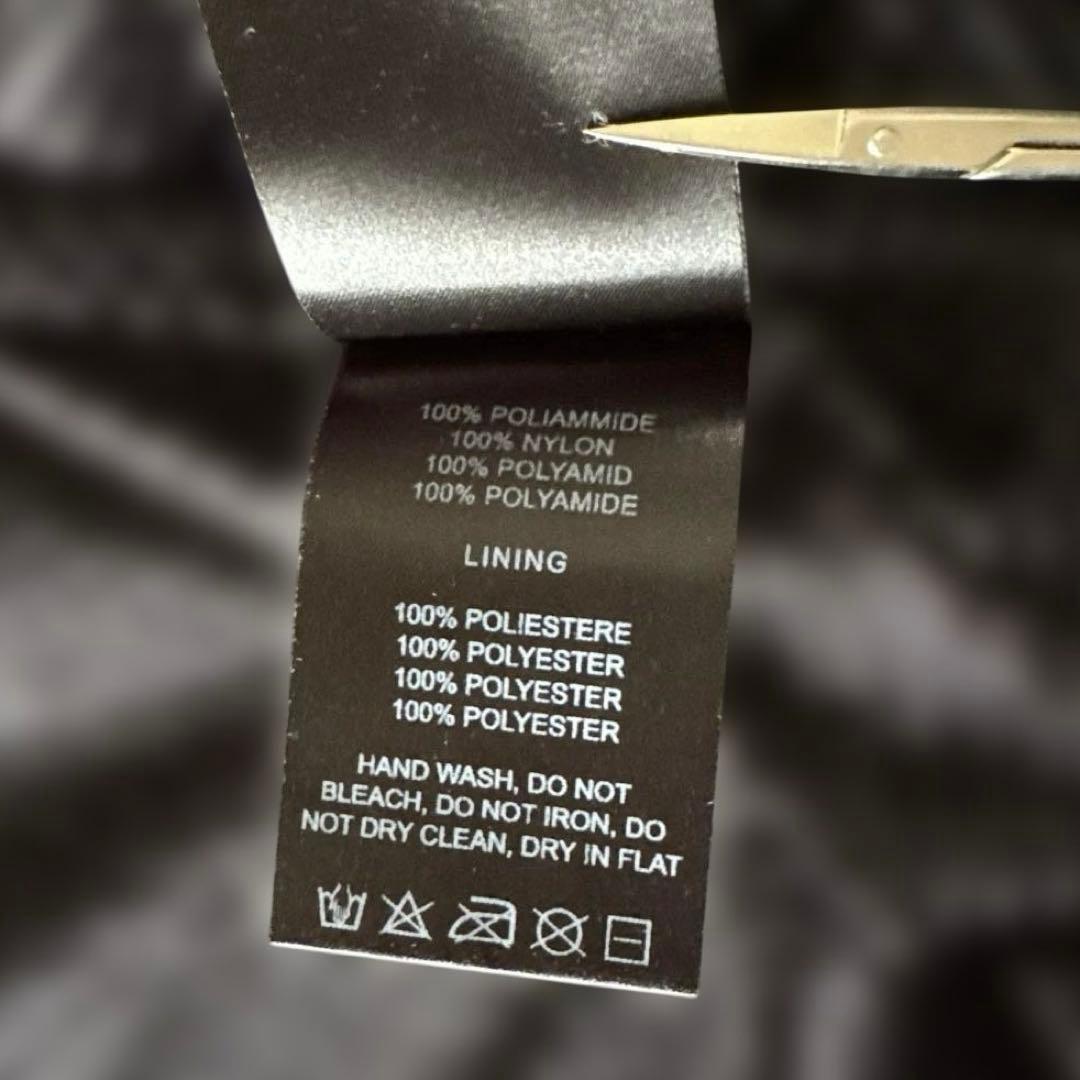 100% POLIAMMIDE
100% NYLON
100% POLYAMID
100% POLYAMIDE
LINING
100% POLIESTERE
100% POLYESTER
100% POLYESTER
100% POLYESTER
HAND WASH, DO NOT
BLEACH, DO NOT IRON, DO
NOT DRY CLEAN, DRY IN FLAT